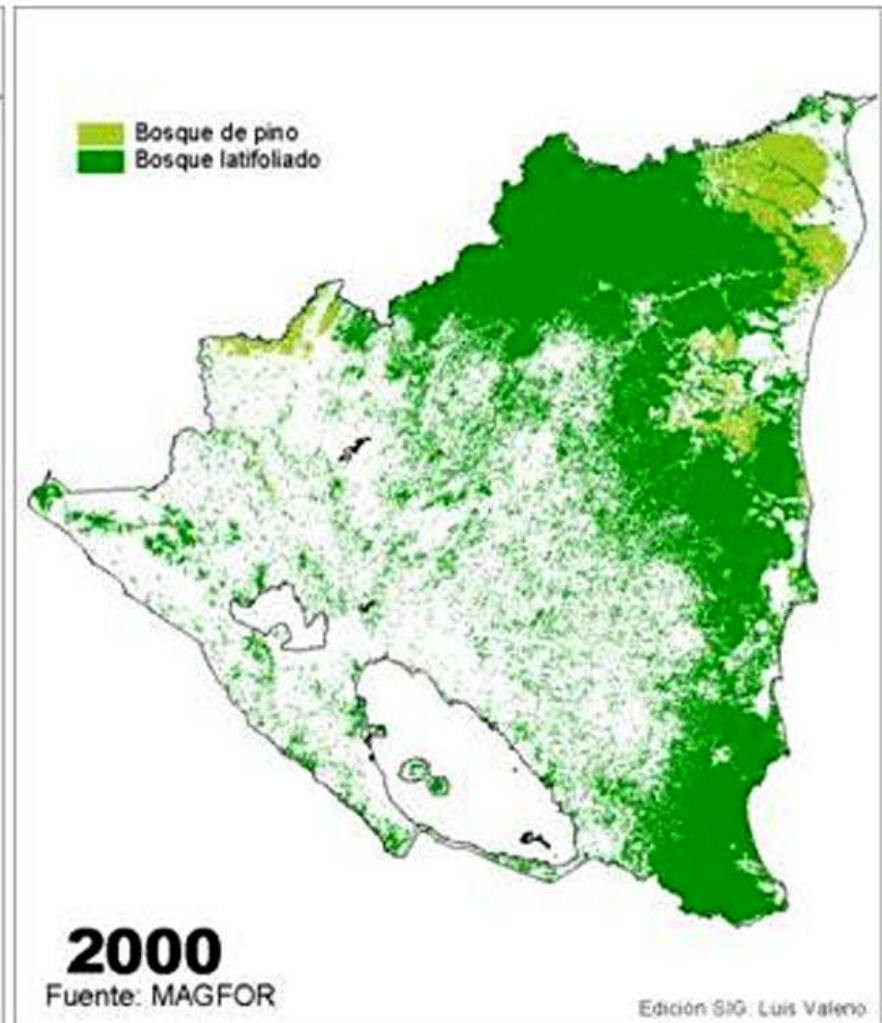 Bosque de pino
Bosque latifoliado
2000
Fuente: MAGFOR
Edición SIG: Luis Valerio